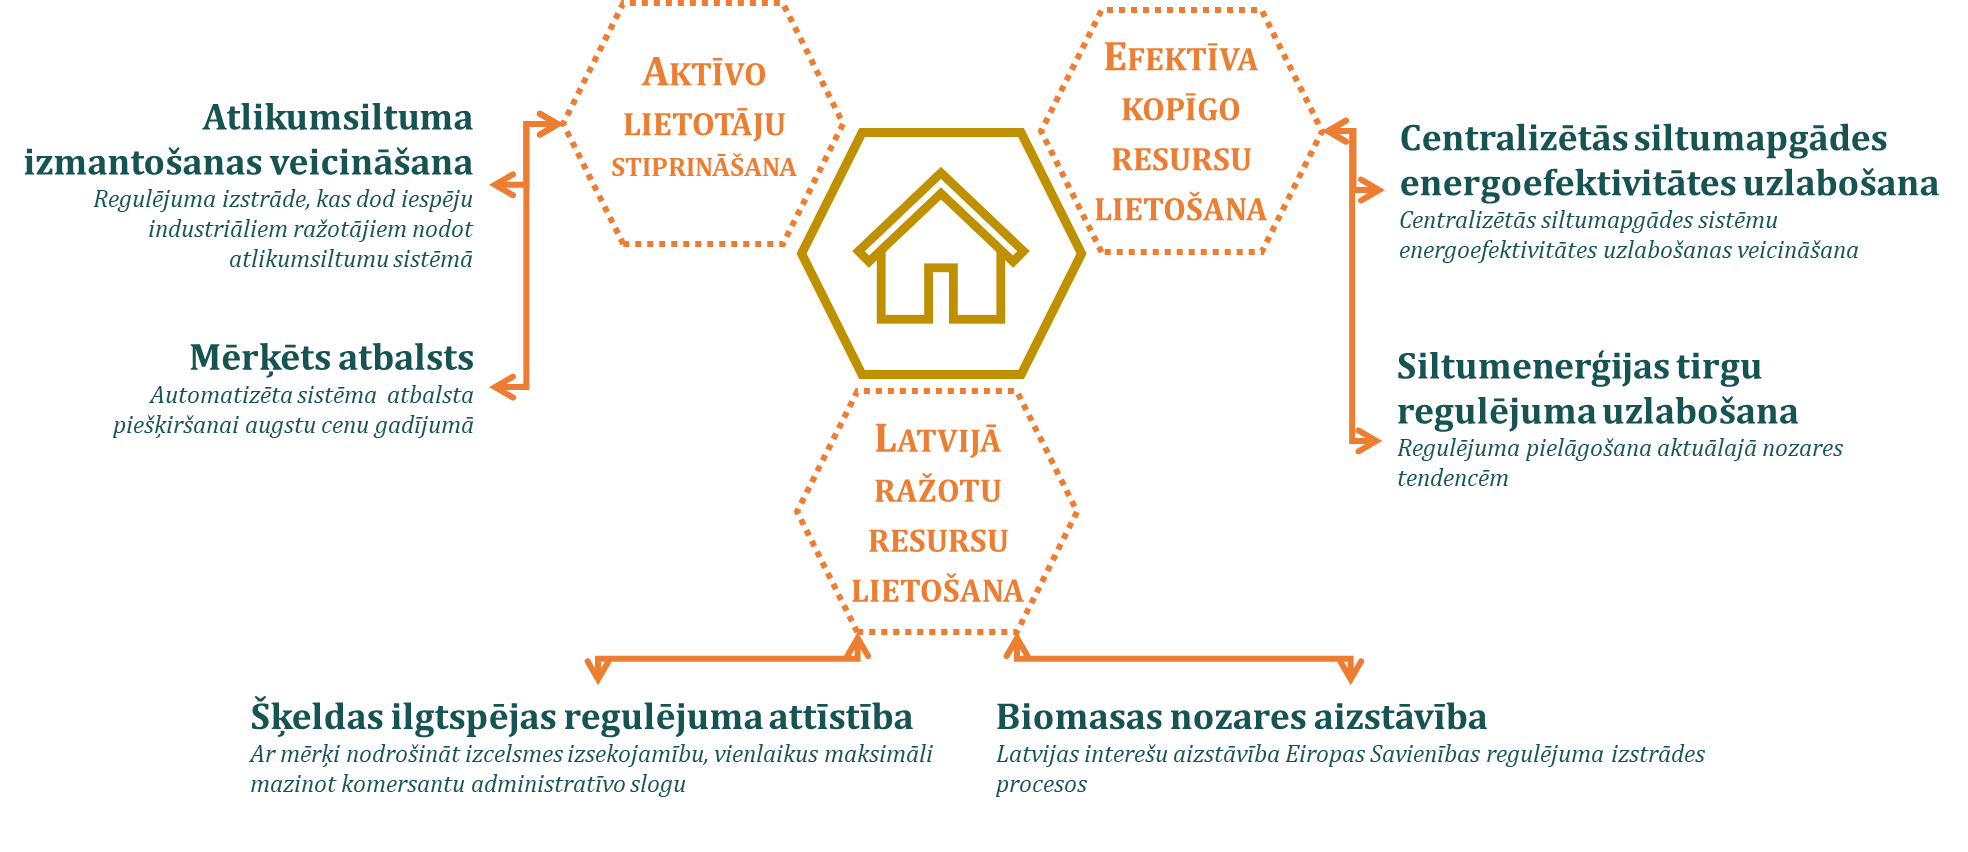 Aktīvo
lietotāju
stiprināšana
Efektīva
kopīgo
resursu
lietošana
Atlikumsiltuma
izmantošanas veicināšana
Regulējuma izstrāde, kas dod iespēju
industriāliem ražotājiem nodot
atlikumsiltumu sistēmā
Mērķēts atbalsts
Automatizēta sistēma  atbalsta
piešķiršanai augstu cenu gadījumā
Centralizētās siltumapgādes
energoefektivitātes uzlabošana
Centralizētās siltumapgādes sistēmu
energoefektivitātes uzlabošanas veicināšana
Siltumenerģijas tirgu
regulējuma uzlabošana
Regulējuma pielāgošana aktuālajā nozares
tendencēm
Latvijā
ražotu
resursu
lietošana
Šķeldas ilgtspējas regulējuma attīstība
Ar mērķi nodrošināt izcelsmes izsekojamību, vienlaikus maksimāli
mazinot komersantu administratīvo slogu
Biomasas nozares aizstāvība
Latvijas interešu aizstāvība Eiropas Savienības regulējuma izstrādes
procesos